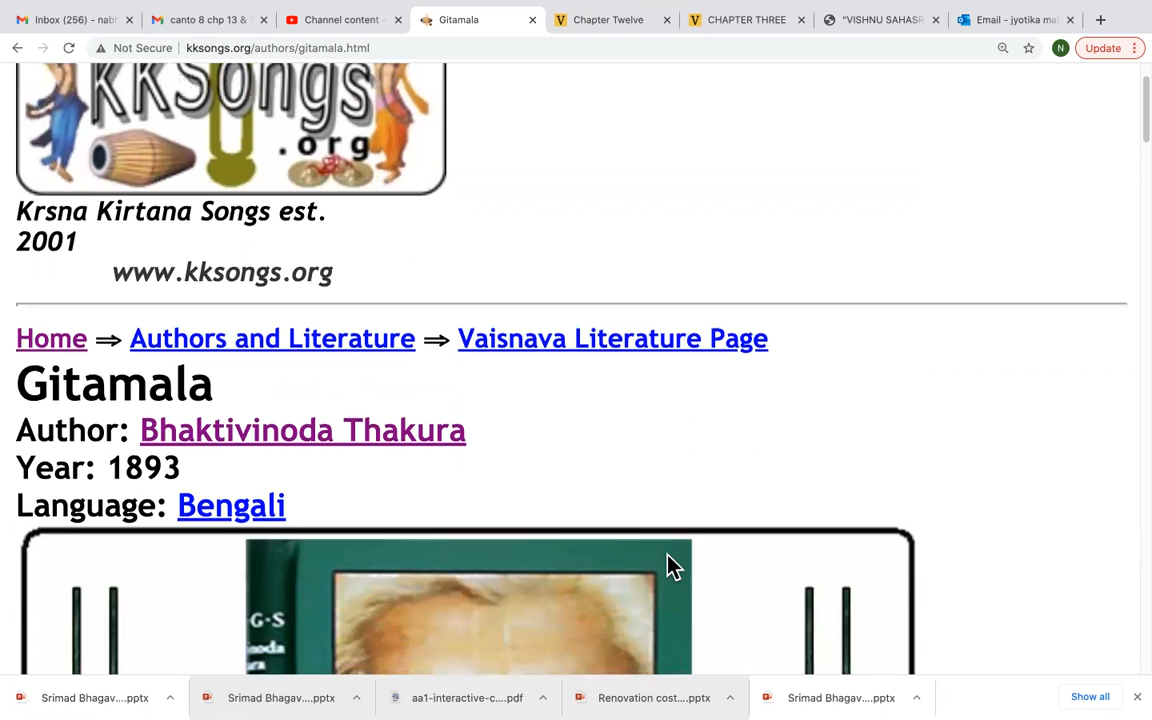 Inbox (256) - nabh
canto 8 chp 13 &
Channel content -
Gitamala
Chapter Twelve
CHAPTER THREE
"VISHNU SAHASR
Email - jyotika ma
Not Secure
kksongs.org/authors/gitamala.html
N
Update
KKSongs
.org
Krsna Kirtana Songs est.
2001
www.kksongs.org
Home ⇒ Authors and Literature ⇒ Vaisnava Literature Page
Gitamala
Author: Bhaktivinoda Thakura
Year: 1893
Language: Bengali
G·S
Srimad Bhagav....pptx
Srimad Bhagav....pptx
aa1-interactive-c....pdf
Renovation cost....pptx
Srimad Bhagav....pptx
Show all